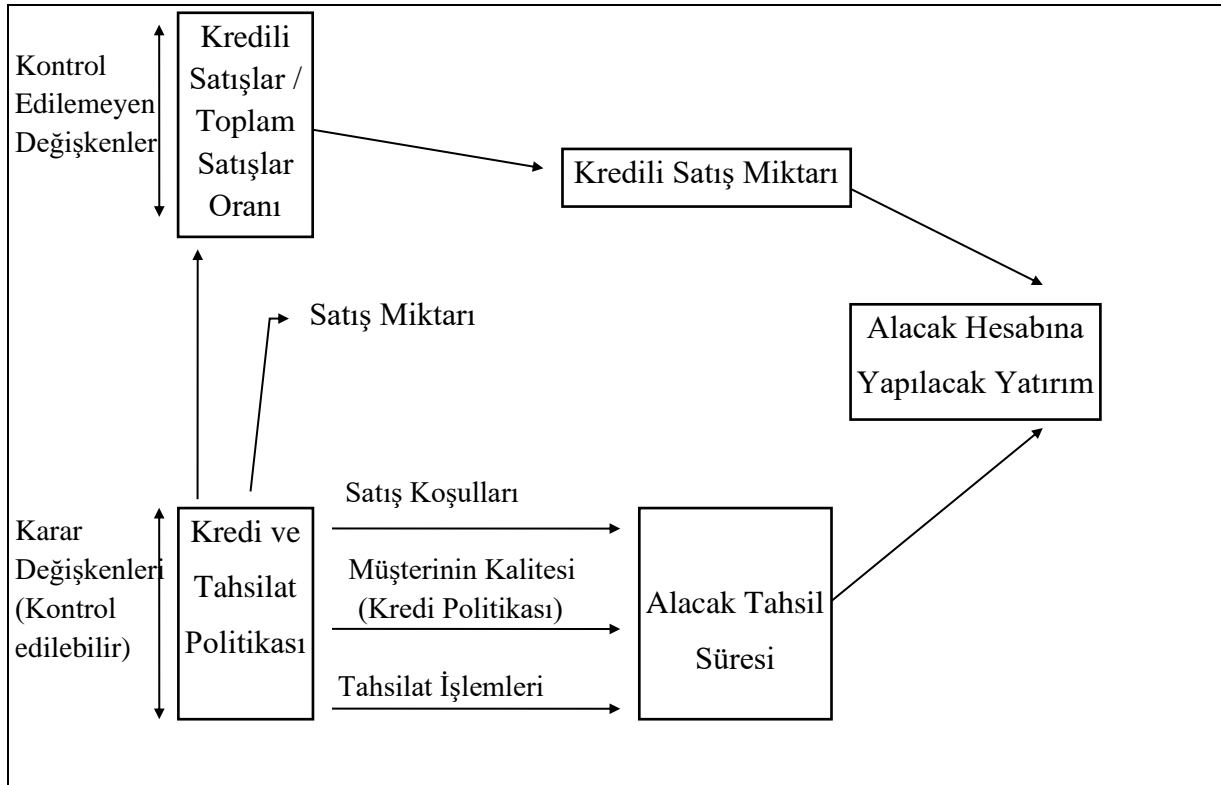 Kontrol
Edilemeyen
Değişkenler
Kredili
Satışlar /
Toplam
Satışlar
Oranı
Kredili Satış Miktarı
Satış Miktarı
Alacak Hesabına
Yapılacak Yatırım
Karar
Değişkenleri
(Kontrol
edilebilir)
Kredi ve
Tahsilat
Politikası
Satış Koşulları
Müşterinin Kalitesi
(Kredi Politikası)
Tahsilat İşlemleri
Alacak Tahsil
Süresi